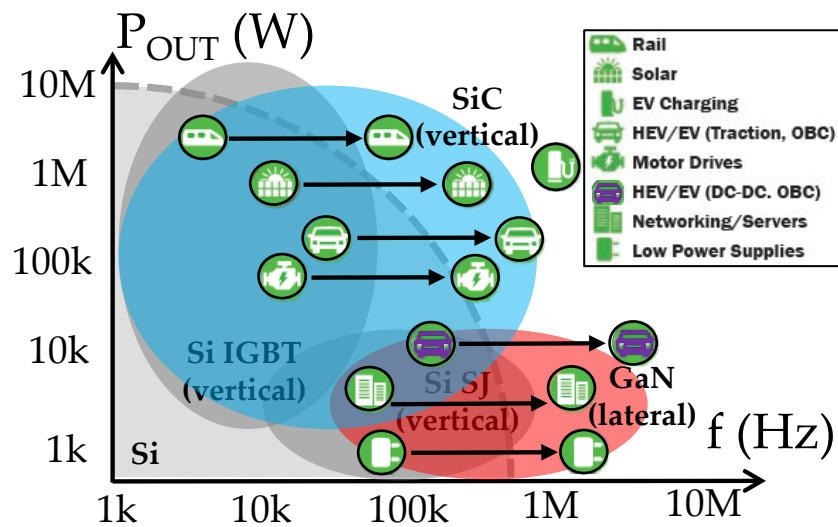 P_OUT (W)
10M
1M
100k
10k
1k
SiC
(vertical)
Si IGBT
(vertical)
Si SJ
(vertical)
GaN
(lateral)
Si
f (Hz)
1k
10k
100k
1M
10M
Rail
Solar
EV Charging
HEV/EV (Traction, OBC)
Motor Drives
HEV/EV (DC-DC. OBC)
Networking/Servers
Low Power Supplies